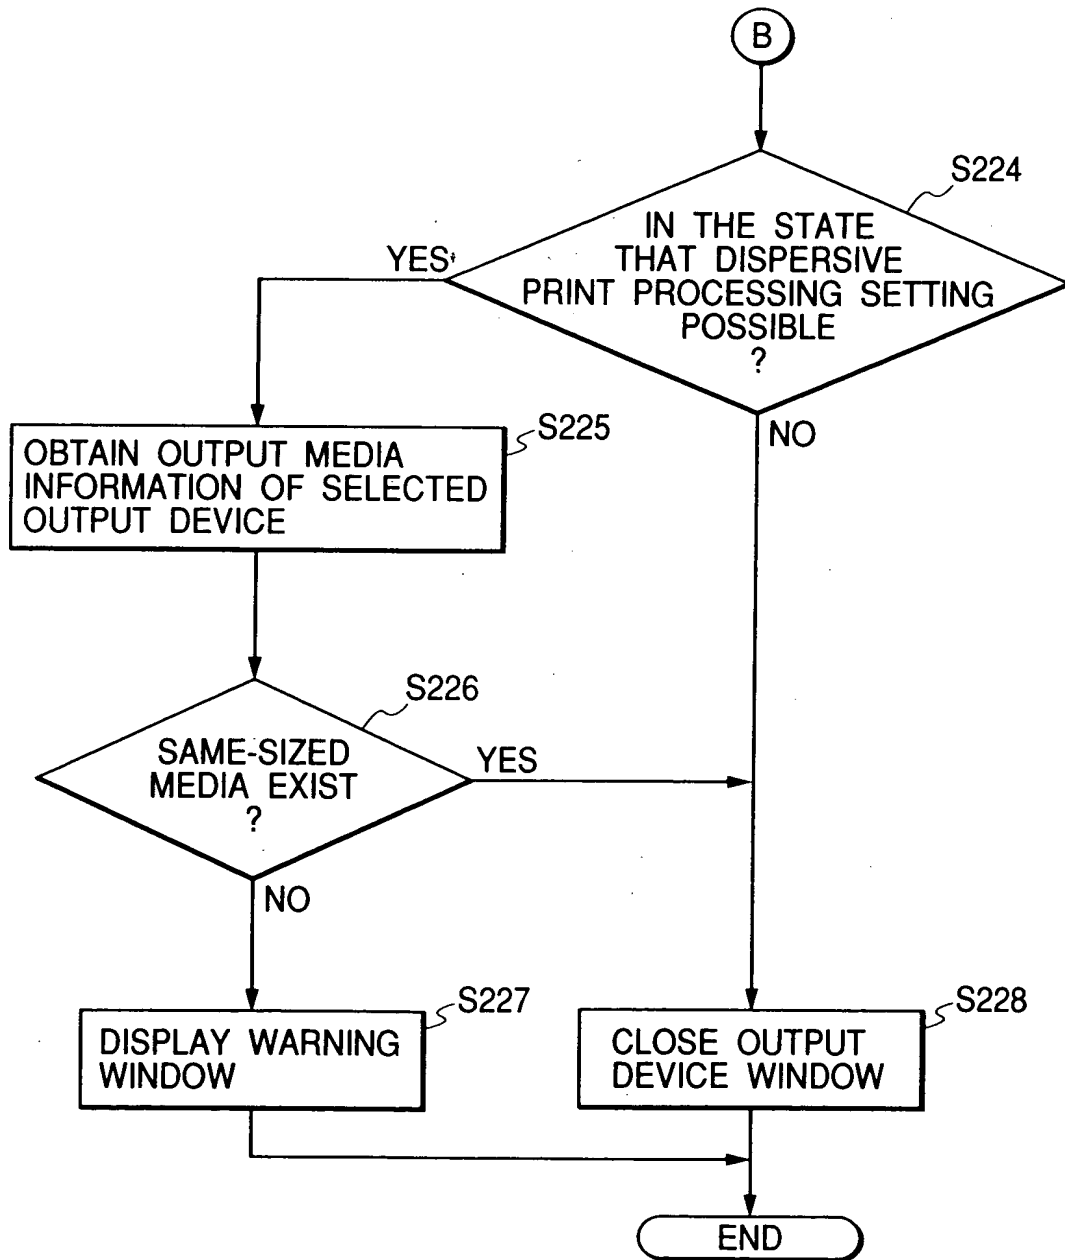 B
S224
IN THE STATE
THAT DISPERSIVE
PRINT PROCESSING SETTING
POSSIBLE
?
YES
NO
S225
OBTAIN OUTPUT MEDIA
INFORMATION OF SELECTED
OUTPUT DEVICE
S226
SAME-SIZED
MEDIA EXIST
?
YES
NO
S227
DISPLAY WARNING
WINDOW
S228
CLOSE OUTPUT
DEVICE WINDOW
END